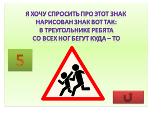 Я ХОЧУ СПРОСИТЬ ПРО ЭТОТ ЗНАК
НАРИСОВАН ЗНАК ВОТ ТАК:
В ТРЕУГОЛЬНИКЕ РЕБЯТА
СО ВСЕХ НОГ БЕГУТ КУДА – ТО
5